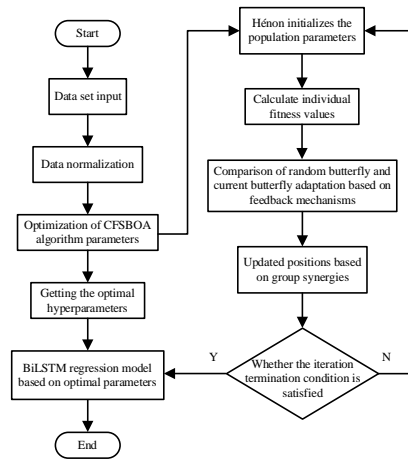 Start
Data set input
Data normalization
Optimization of CFSBOA
algorithm parameters
Getting the optimal
hyperparameters
BiLSTM regression model
based on optimal parameters
End
Hénon initializes the
population parameters
Calculate individual
fitness values
Comparison of random butterfly and
current butterfly adaptation based on
feedback mechanisms
Updated positions based
on group synergies
Whether the iteration
termination condition is
satisfied
Y
N